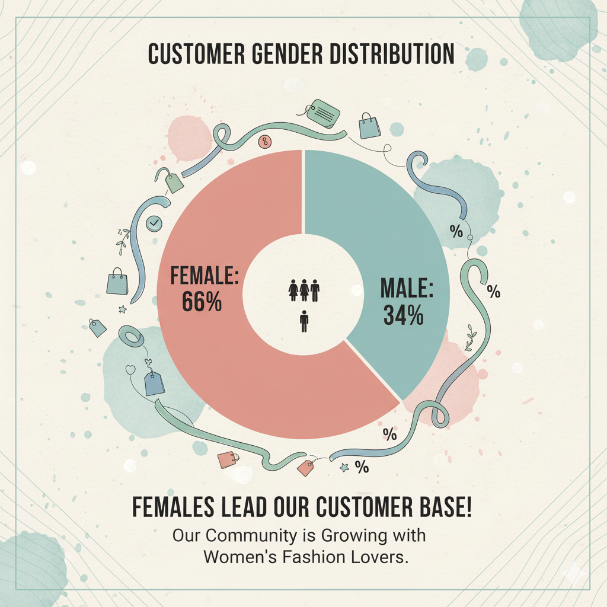 CUSTOMER GENDER DISTRIBUTION
%
FEMALE:
66%
MALE:
34%
%
%
%
FEMALES LEAD OUR CUSTOMER BASE!
Our Community is Growing with
Women's Fashion Lovers.